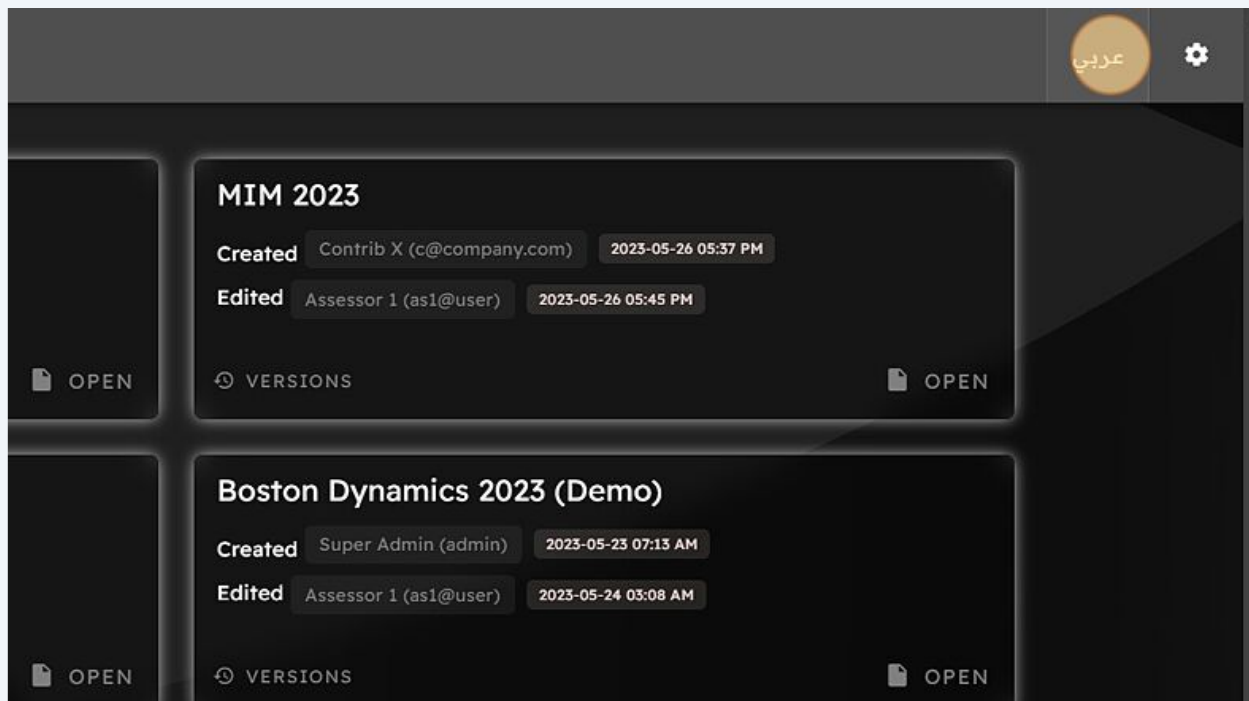 عربي
MIM 2023
Created Contrib X (c@company.com) 2023-05-26 05:37 PM
Edited Assessor 1 (as1@user) 2023-05-26 05:45 PM
OPEN
VERSIONS OPEN
Boston Dynamics 2023 (Demo)
Created Super Admin (admin) 2023-05-23 07:13 AM
Edited Assessor 1 (as1@user) 2023-05-24 03:08 AM
OPEN
VERSIONS OPEN